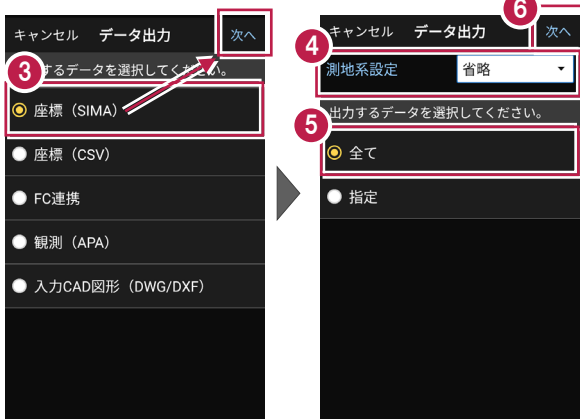 キャンセル データ出力 次へ
3 するデータを選択してください。
座標（SIMA）
座標（CSV）
FC連携
観測（APA）
入力CAD図形（DWG/DXF）
6
キャンセル データ出力 次へ
4
測地系設定 省略
出力するデータを選択してください。
5
全て
指定